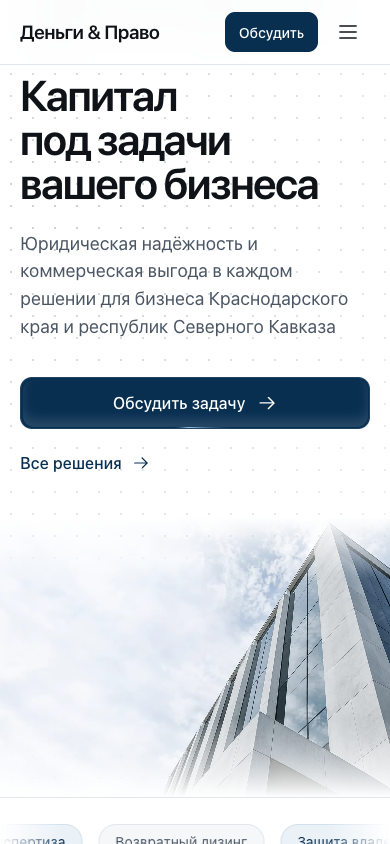 Деньги & Право
Обсудить
Капитал
под задачи
вашего бизнеса
Юридическая надёжность и
коммерческая выгода в каждом
решении для бизнеса Краснодарского
края и республик Северного Кавказа
Обсудить задачу
Все решения
Возвратный лизинг
Защита